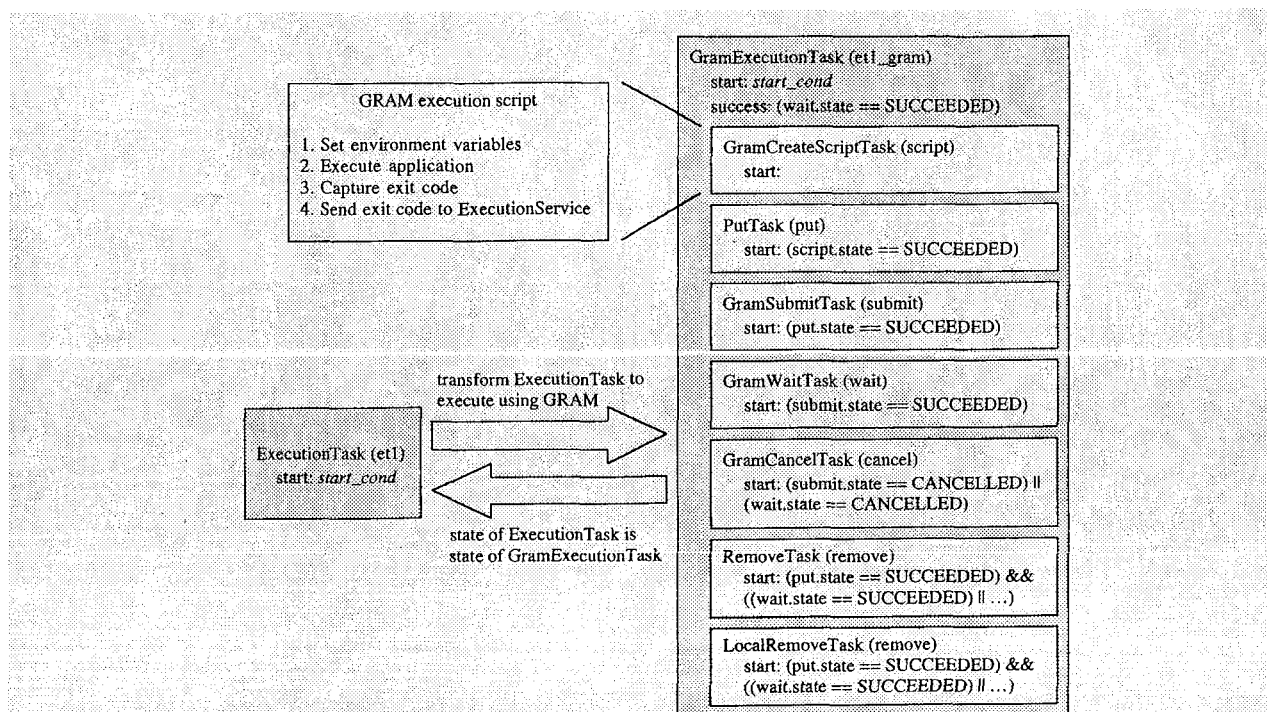 GRAM execution script
1. Set environment variables
2. Execute application
3. Capture exit code
4. Send exit code to ExecutionService
ExecutionTask (et1)
start: start_cond
transform ExecutionTask to
execute using GRAM
state of ExecutionTask is
state of GramExecutionTask
GramExecutionTask (et1_gram)
start: start_cond
success: (wait.state == SUCCEEDED)
GramCreateScriptTask (script)
start:
PutTask (put)
start: (script.state == SUCCEEDED)
GramSubmitTask (submit)
start: (put.state == SUCCEEDED)
GramWaitTask (wait)
start: (submit.state == SUCCEEDED)
GramCancelTask (cancel)
start: (submit.state == CANCELLED) ||
(wait.state == CANCELLED)
RemoveTask (remove)
start: (put.state == SUCCEEDED) &&
((wait.state == SUCCEEDED) || ...)
LocalRemoveTask (remove)
start: (put.state == SUCCEEDED) &&
((wait.state == SUCCEEDED) || ...)